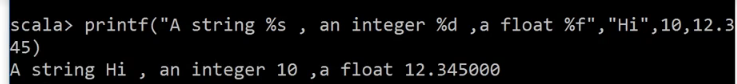 scala> printf("A string %s , an integer %d ,a float %f","Hi",10,12.3
45)
A string Hi , an integer 10 ,a float 12.345000